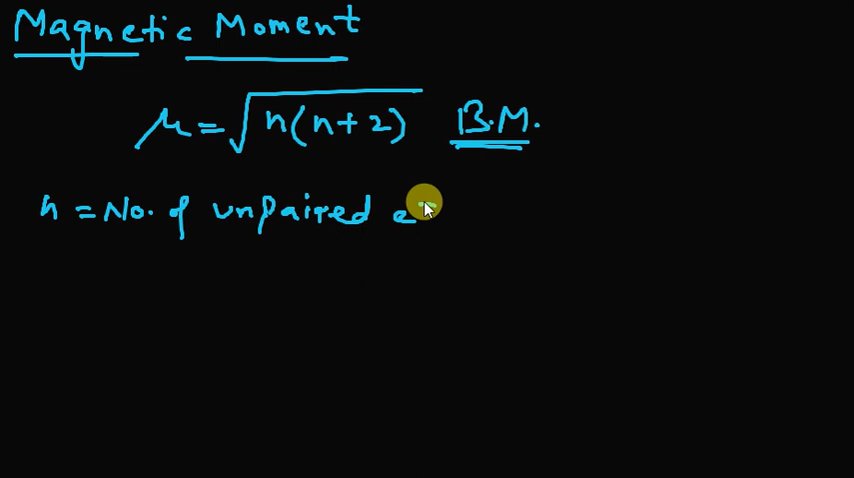 Magnetic Moment
μ = √n(n+2) B.M.
n = No. of unpaired e⁻